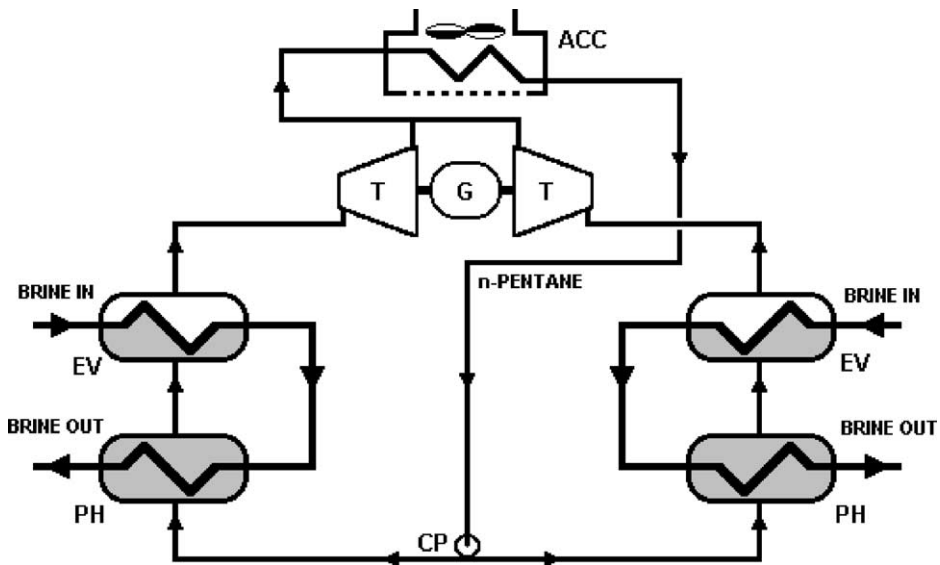 ACC
T
G
T
n-PENTANE
BRINE IN
BRINE IN
EV
EV
BRINE OUT
BRINE OUT
PH
PH
CP